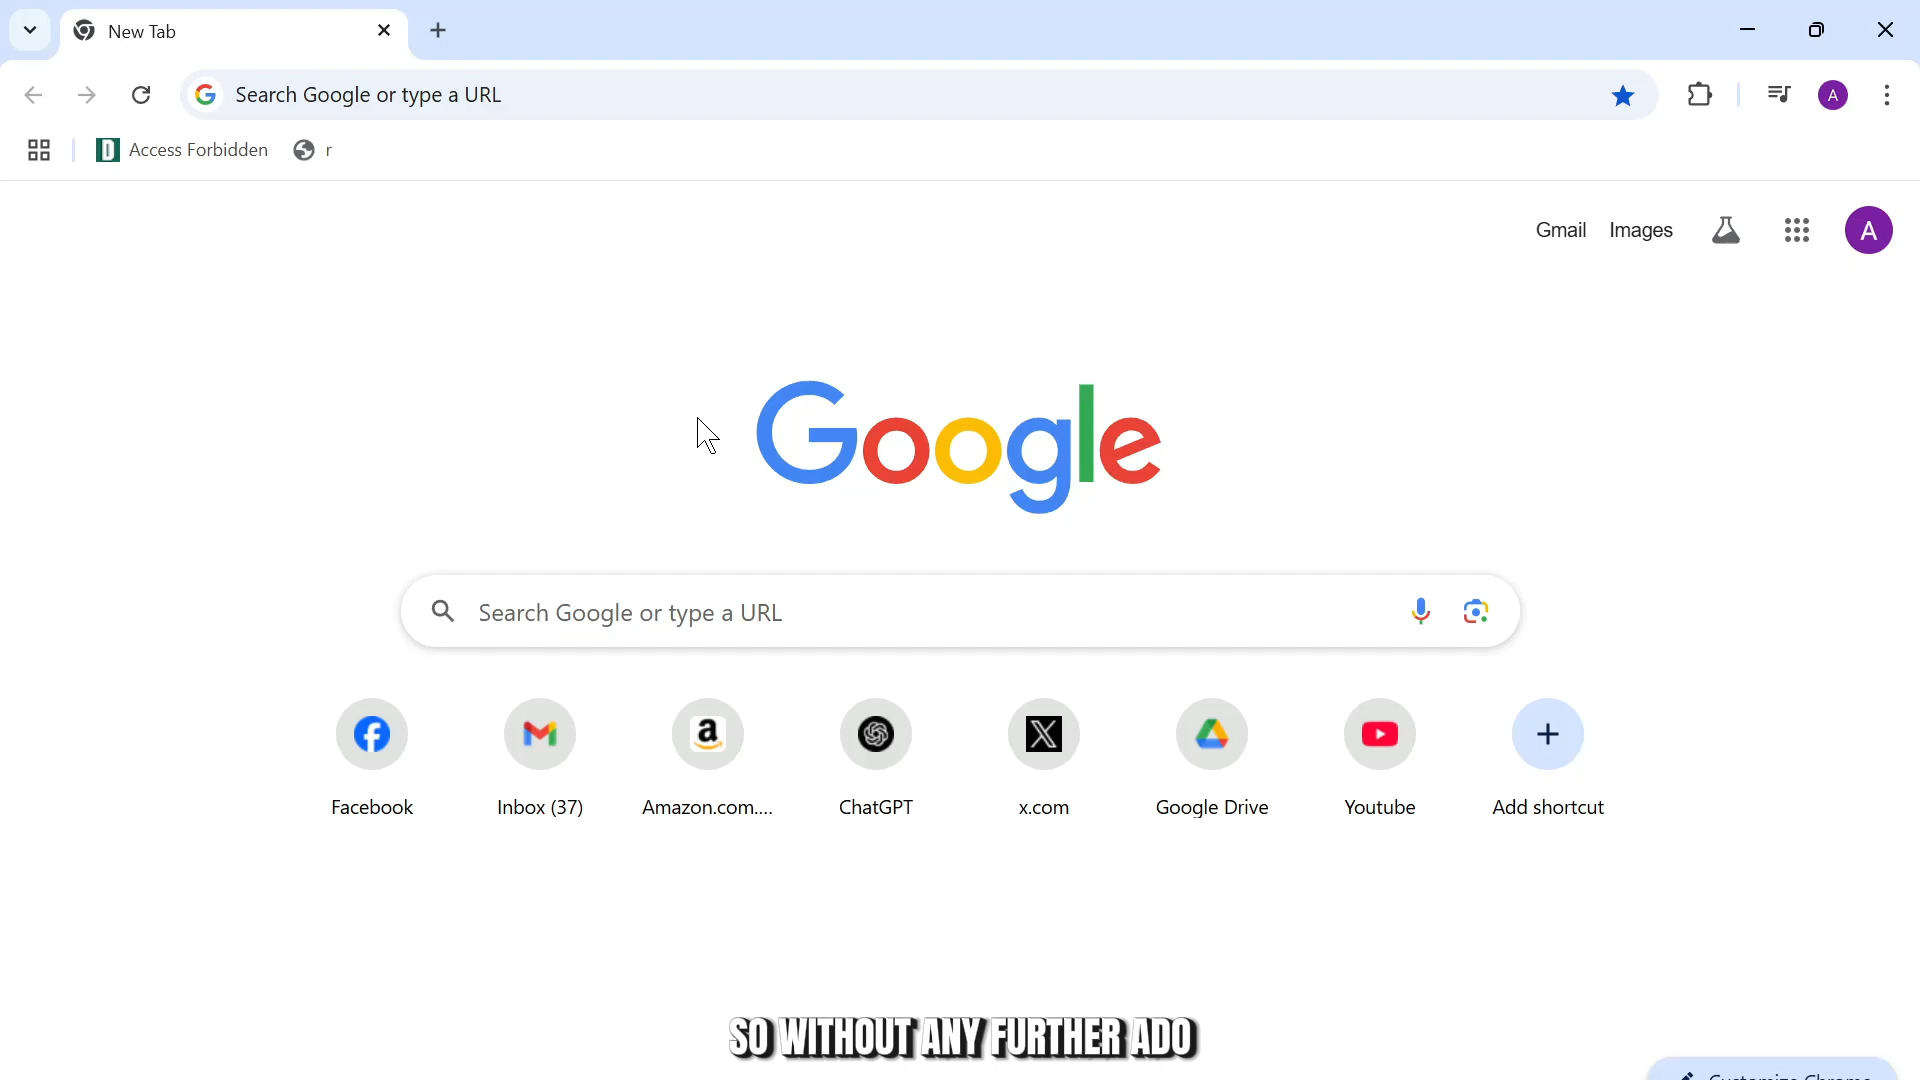 New Tab
Search Google or type a URL
A
Access Forbidden
r
Gmail
Images
A
Google
Search Google or type a URL
Facebook
Inbox (37)
Amazon.com....
ChatGPT
x.com
Google Drive
Youtube
Add shortcut
SO WITHOUT ANY FURTHER ADO
Customize Chrome